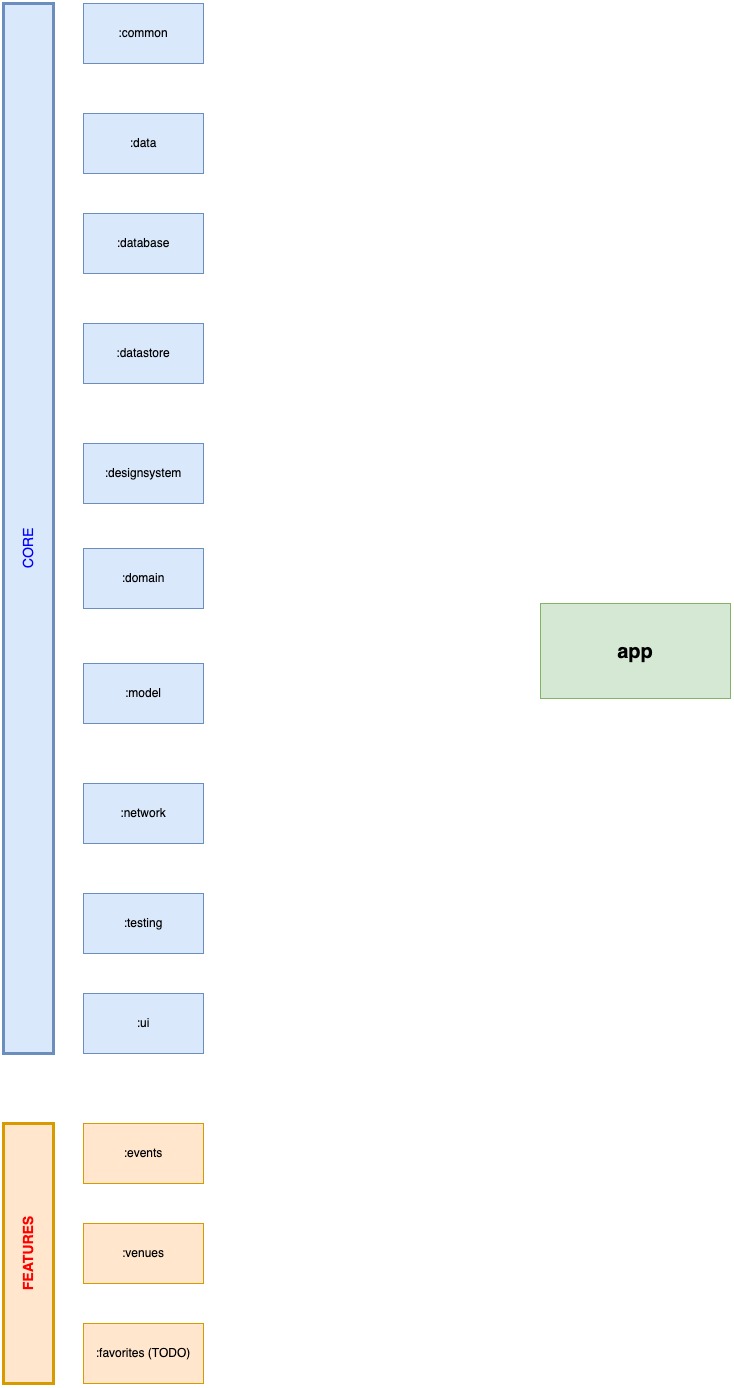 :common
:data
:database
:datastore
:designsystem
CORE
:domain
app
:model
:network
:testing
:ui
:events
FEATURES
:venues
:favorites (TODO)